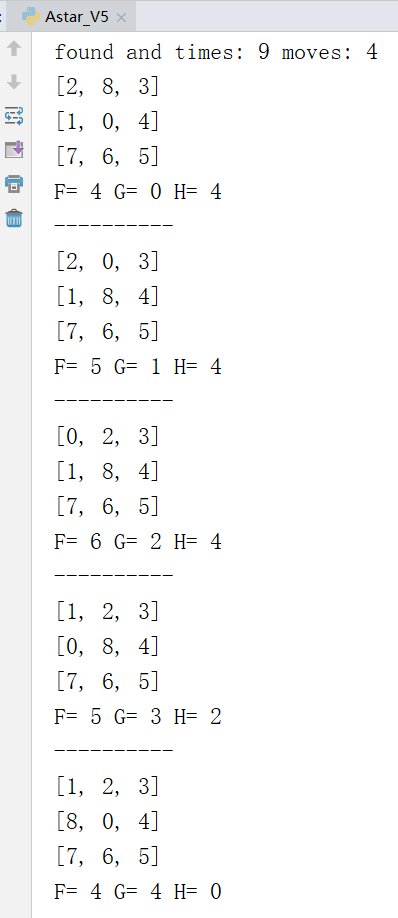 Astar_V5
found and times: 9 moves: 4
[2, 8, 3]
[1, 0, 4]
[7, 6, 5]
F= 4 G= 0 H= 4
----------
[2, 0, 3]
[1, 8, 4]
[7, 6, 5]
F= 5 G= 1 H= 4
----------
[0, 2, 3]
[1, 8, 4]
[7, 6, 5]
F= 6 G= 2 H= 4
----------
[1, 2, 3]
[0, 8, 4]
[7, 6, 5]
F= 5 G= 3 H= 2
----------
[1, 2, 3]
[8, 0, 4]
[7, 6, 5]
F= 4 G= 4 H= 0